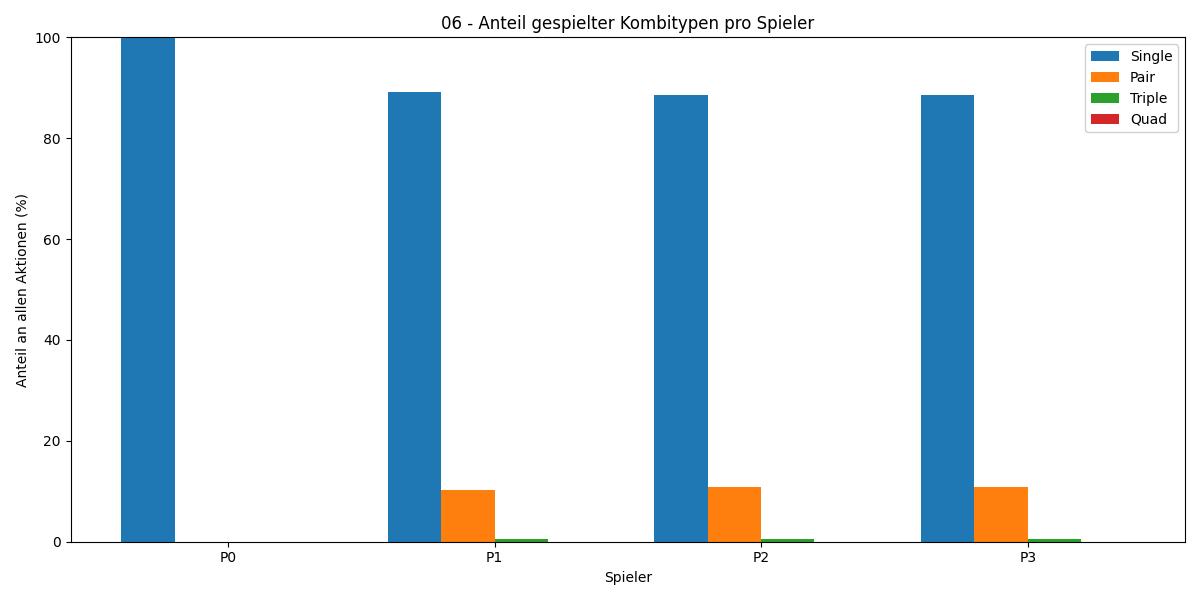 06 - Anteil gespielter Kombitypen pro Spieler
Anteil an allen Aktionen (%)
100
80
60
40
20
0
Single
Pair
Triple
Quad
P0 P1 P2 P3
Spieler